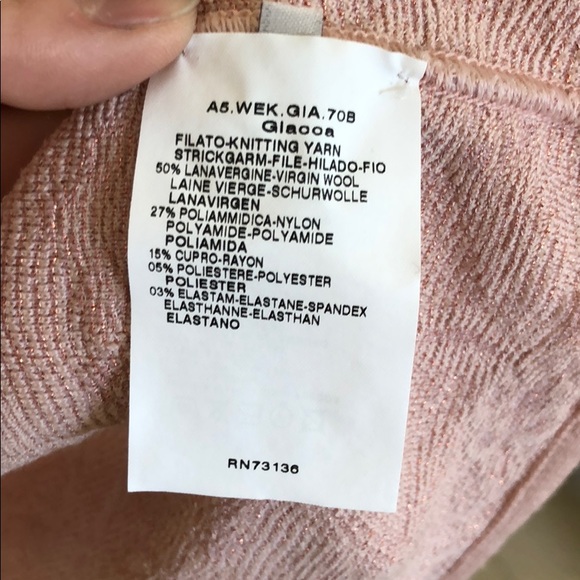 A5.WEK.GIA.70B
Giacca
FILATO-KNITTING YARN
STRICKGARM-FILE-HILADO-FIO
50% LANAVERGINE-VIRGIN WOOL
LAINE VIERGE-SCHURWOLLE
LANAVIRGEN
27% POLIAMMIDICA-NYLON
POLYAMIDE-POLYAMIDE
POLIAMIDA
15% CUPRO-RAYON
05% POLIESTERE-POLYESTER
POLIESTER
03% ELASTAM-ELASTANE-SPANDEX
ELASTHANNE-ELASTHAN
ELASTANO
RN73136